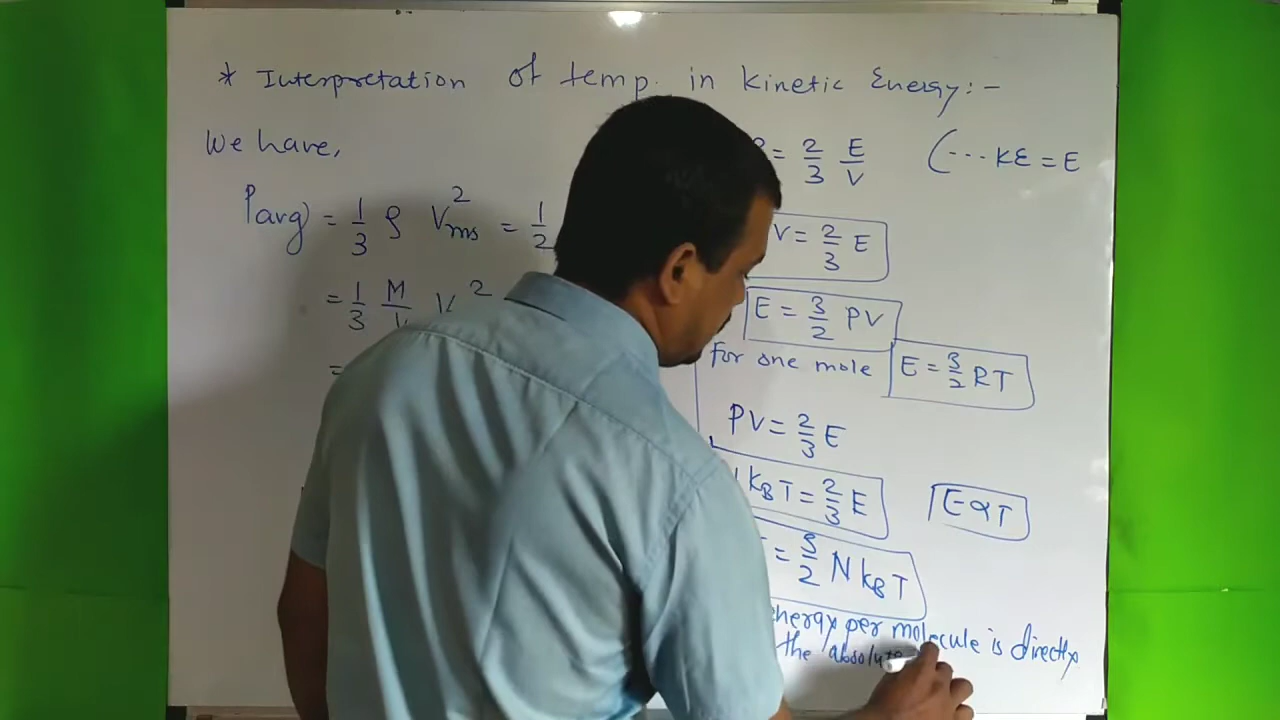 * Interpretation of temp. in Kinetic Energy:-
We have,
Pavg) = 1/3 ρ V²rms = 1/2
= 1/3 M/V V²
=
P = 2/3 E/V (... KE = E
V = 2/3 E
E = 3/2 PV
For one mole E = 3/2 RT
PV = 2/3 E
kBT = 2/3 E E α T
= 3/2 N kBT
energy per molecule is directly
the absolute